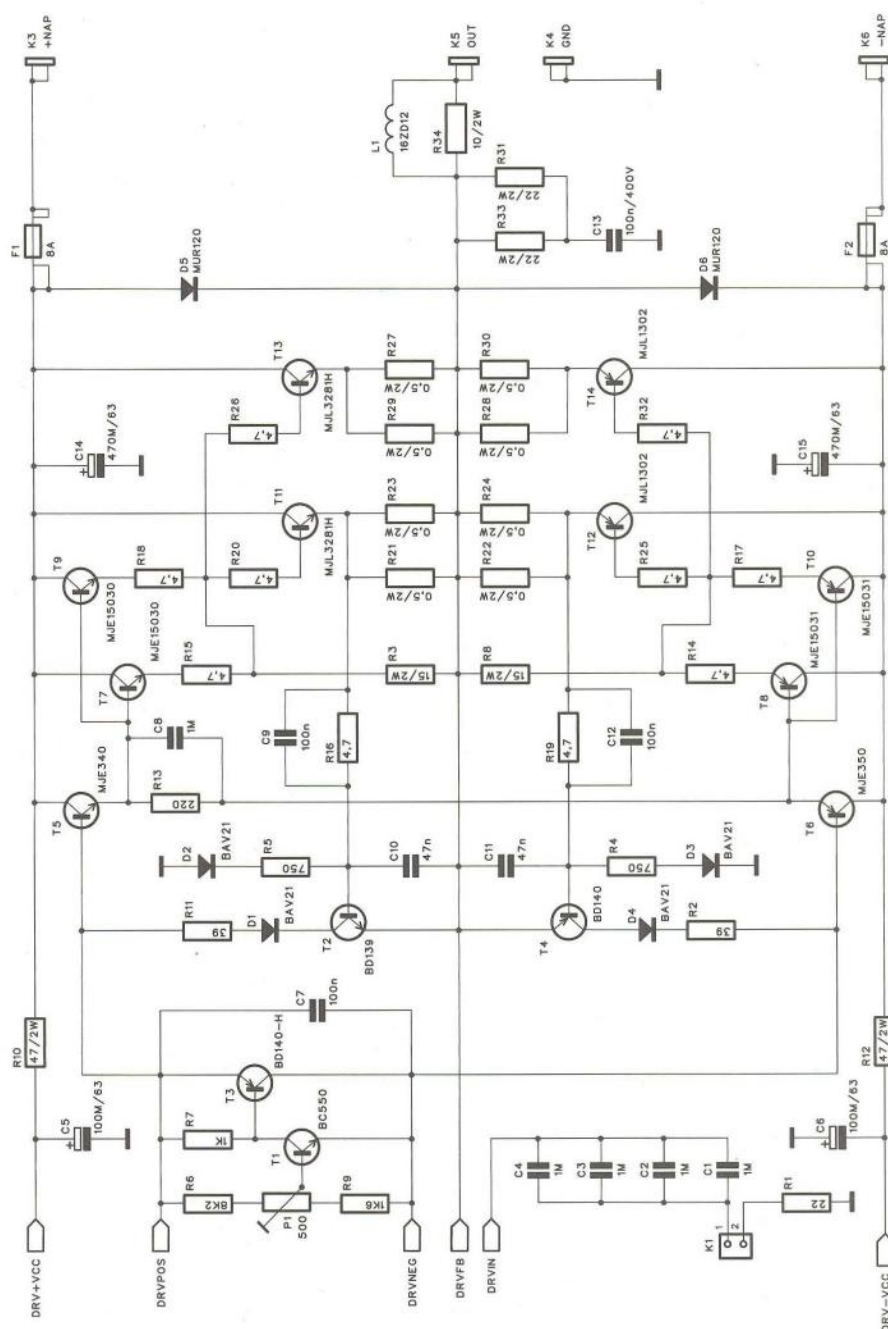 K3
+NAP
K5
OUT
K4
GND
K6
-NAP
L1
16ZD12
R34
10/2W
R31
22/2W
R33
22/2W
C13
100n/400V
F1
8A
F2
8A
D5
MUR120
D6
MUR120
T13
MJL3281H
R26
4,7
R27
0,5/2W
R29
0,5/2W
R30
0,5/2W
R28
0,5/2W
T14
MJL1302
R32
4,7
C14
470M/63
C15
470M/63
T11
MJL3281H
R23
0,5/2W
R21
0,5/2W
R24
0,5/2W
R22
0,5/2W
T12
MJL1302
T9
MJE15030
R18
4,7
R20
4,7
R25
4,7
R17
4,7
T10
MJE15031
T7
MJE15030
R15
4,7
R3
15/2W
R8
15/2W
R14
4,7
T8
MJE15031
C8
1M
C9
100n
R16
4,7
R19
4,7
C12
100n
T5
MJE340
R13
220
T6
MJE350
D2
BAV21
R5
750
C10
47n
C11
47n
R4
750
D3
BAV21
R11
39
D1
BAV21
T2
BD139
T4
BD140
D4
BAV21
R2
39
R10
47/2W
R12
47/2W
C7
100n
T3
BD140-H
C5
100M/63
R7
1K
T1
BC550
C6
100M/63
R6
8K2
P1
500
R9
1K6
C4
1M
C3
1M
C2
1M
C1
1M
K1
1
2
R1
22
DRV+VCC
DRVPOS
DRVNEG
DRVFB
DRVIN
DRV-VCC